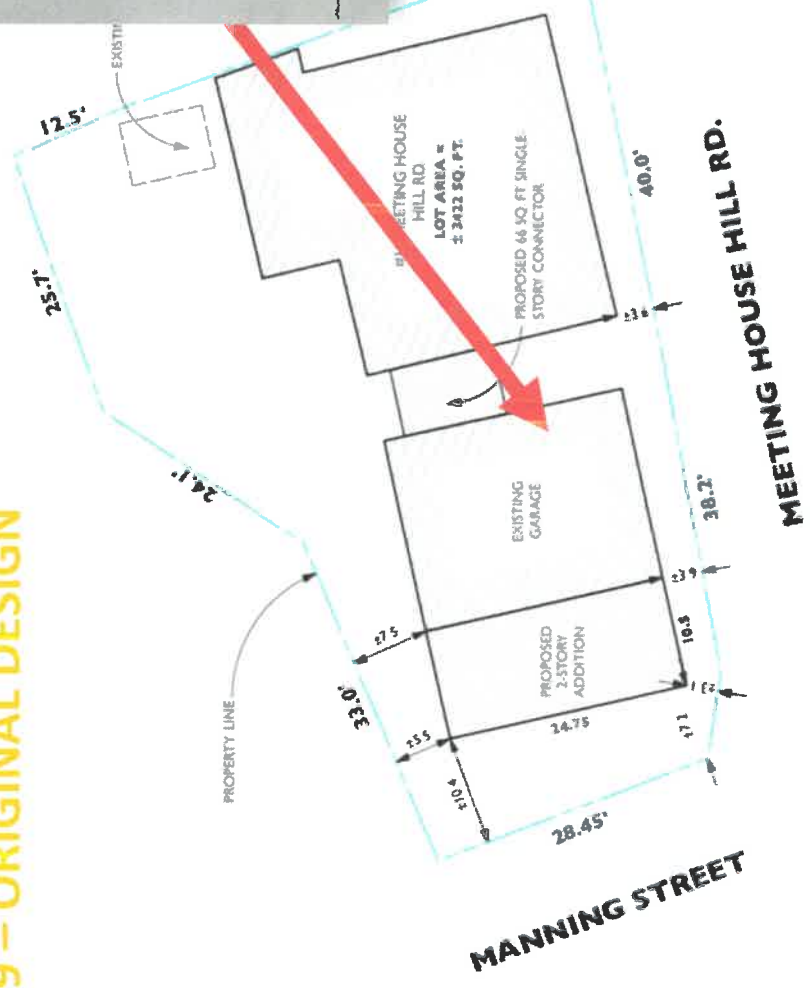 9 – ORIGINAL DESIGN
EXISTI
12.5'
25.7'
24.1'
33.0'
PROPERTY LINE
MEETING HOUSE
HILL RD
LOT AREA =
± 3422 SQ. FT.
PROPOSED 66 SQ FT SINGLE-
STORY CONNECTOR
40.0'
EXISTING
GARAGE
38.2'
±3.9
±7.5
PROPOSED
2-STORY
ADDITION
10.5
±5.5
24.75
±10.4
28.45'
MEETING HOUSE HILL RD.
MANNING STREET